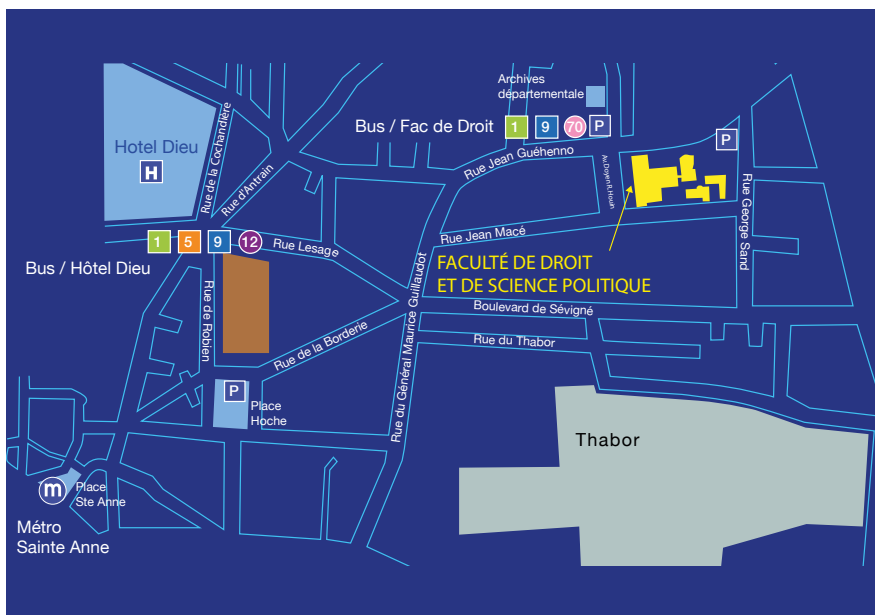 Archives
départementale
Bus / Fac de Droit
1
9
70
P
Hotel Dieu
H
Rue de la Cochardière
Rue d'Antrain
Rue Jean Guéhenno
Av. Doyen R. Houin
P
Rue George Sand
1
5
9
12
Rue Lesage
Rue Jean Macé
Bus / Hôtel Dieu
FACULTÉ DE DROIT
ET DE SCIENCE POLITIQUE
Rue de Robien
Rue de la Borderie
Rue du Général Maurice Guillaudot
Boulevard de Sévigné
Rue du Thabor
P
Place
Hoche
Thabor
m
Place
Ste Anne
Métro
Sainte Anne